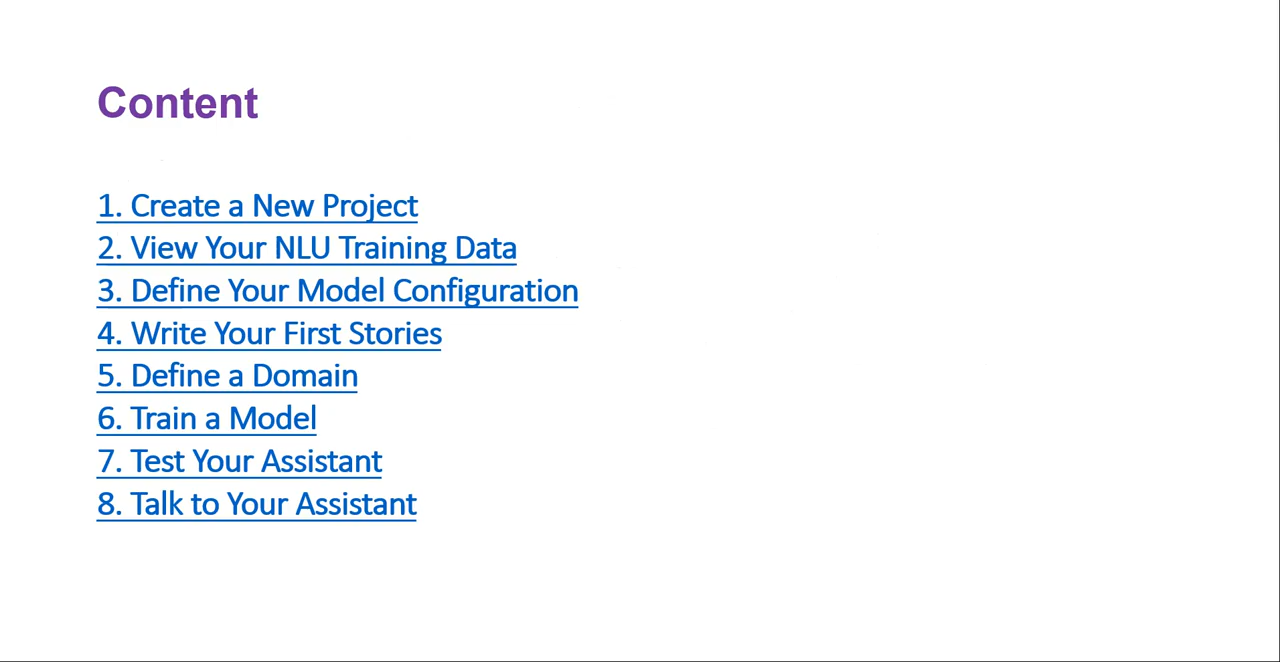 Content
1. Create a New Project
2. View Your NLU Training Data
3. Define Your Model Configuration
4. Write Your First Stories
5. Define a Domain
6. Train a Model
7. Test Your Assistant
8. Talk to Your Assistant